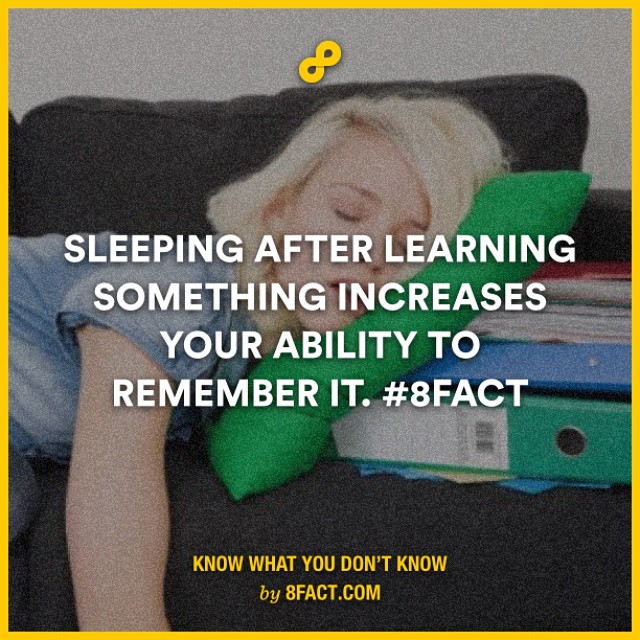 SLEEPING AFTER LEARNING
SOMETHING INCREASES
YOUR ABILITY TO
REMEMBER IT. #8FACT
KNOW WHAT YOU DON'T KNOW
by 8FACT.COM